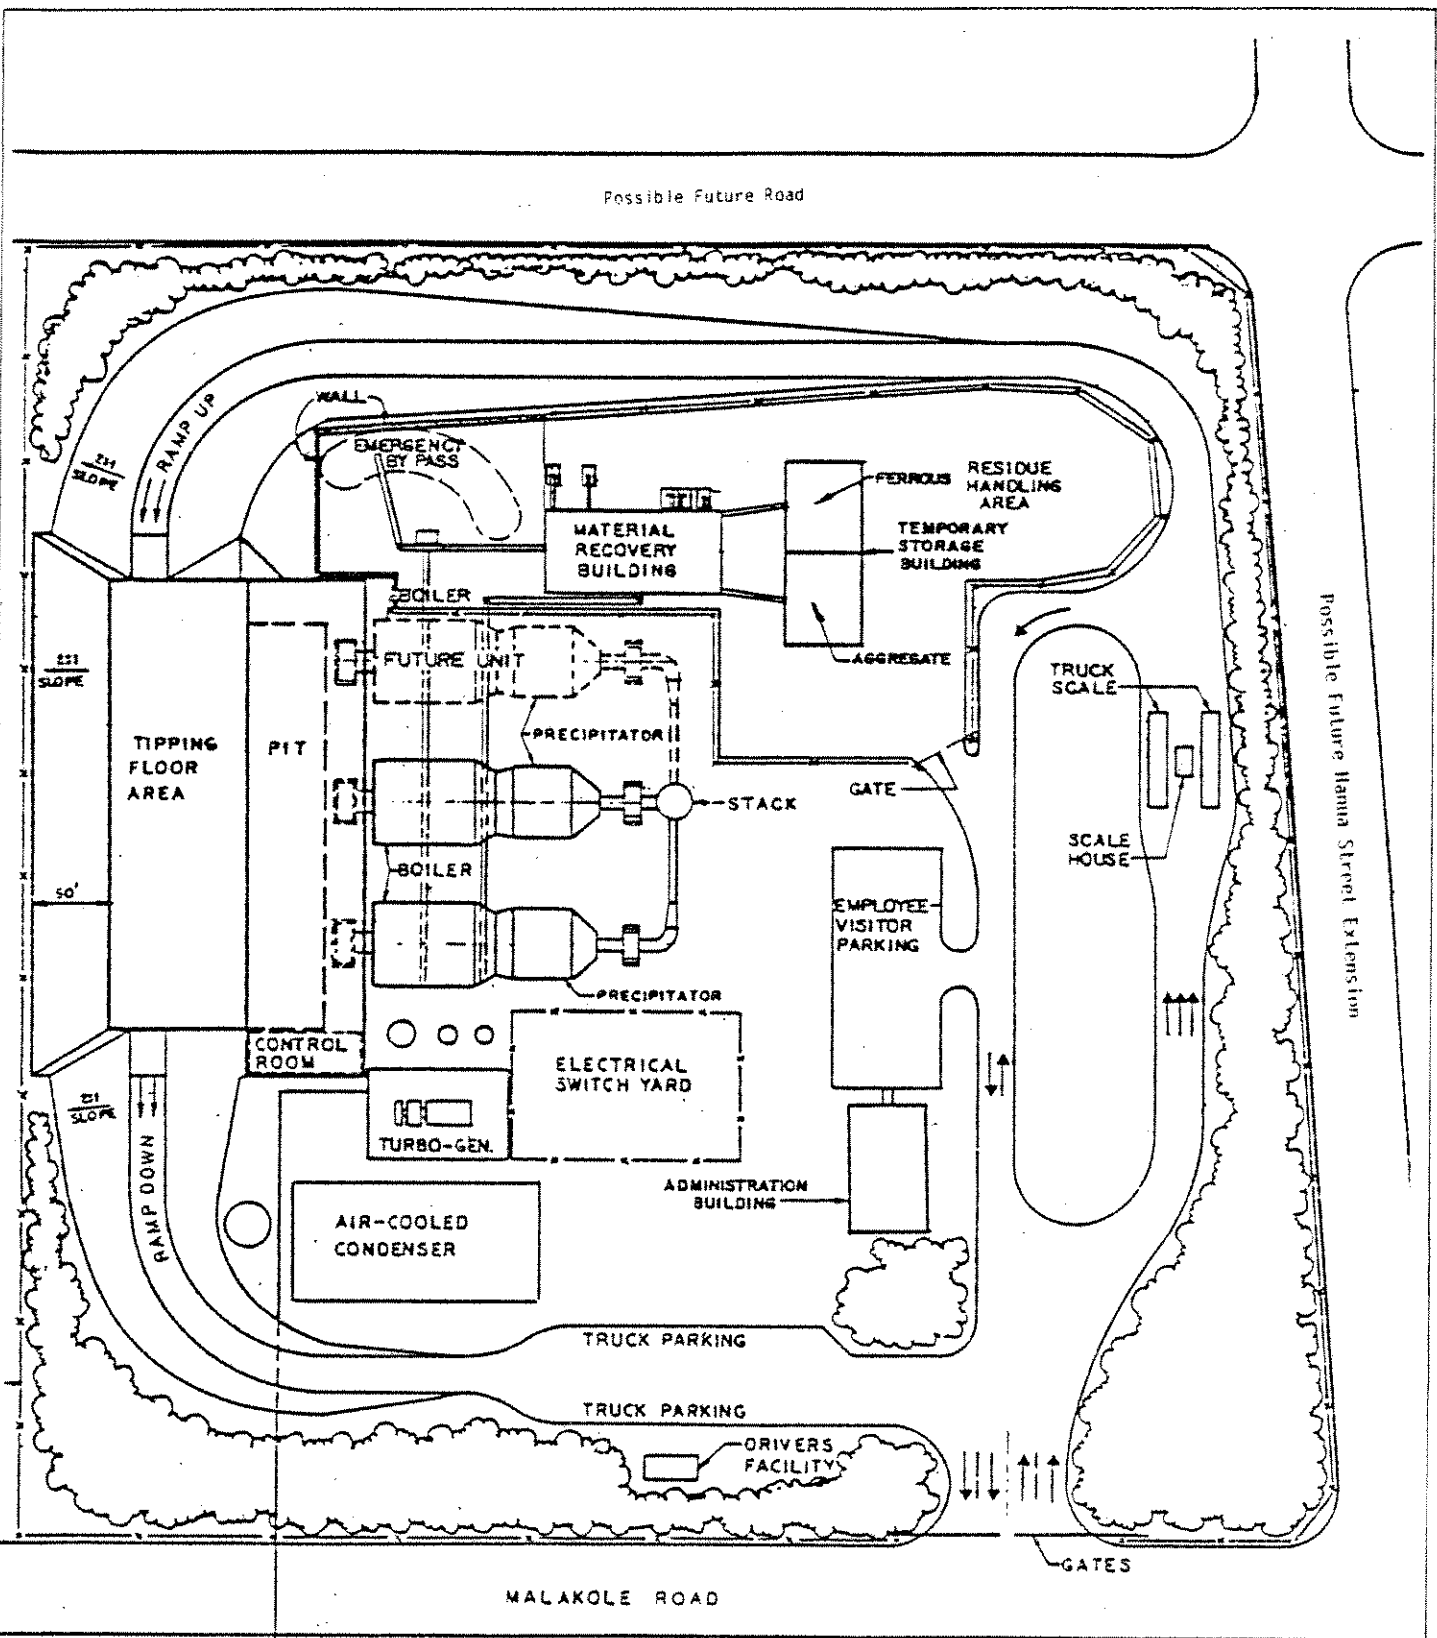 Possible Future Road
WALL
RAMP UP
EMERGENCY
BY PASS
2:1
SLOPE
FERROUS
RESIDUE
HANDLING
AREA
MATERIAL
RECOVERY
BUILDING
TEMPORARY
STORAGE
BUILDING
BOILER
FUTURE UNIT
AGGREGATE
2:1
SLOPE
TRUCK
SCALE
Possible Future Hanua Street Extension
TIPPING
FLOOR
AREA
PIT
PRECIPITATOR
STACK
GATE
SCALE
HOUSE
BOILER
50'
EMPLOYEE
VISITOR
PARKING
PRECIPITATOR
CONTROL
ROOM
ELECTRICAL
SWITCH YARD
2:1
SLOPE
TURBO-GEN.
RAMP DOWN
ADMINISTRATION
BUILDING
AIR-COOLED
CONDENSER
TRUCK PARKING
TRUCK PARKING
DRIVERS
FACILITY
GATES
MALAKOLE ROAD